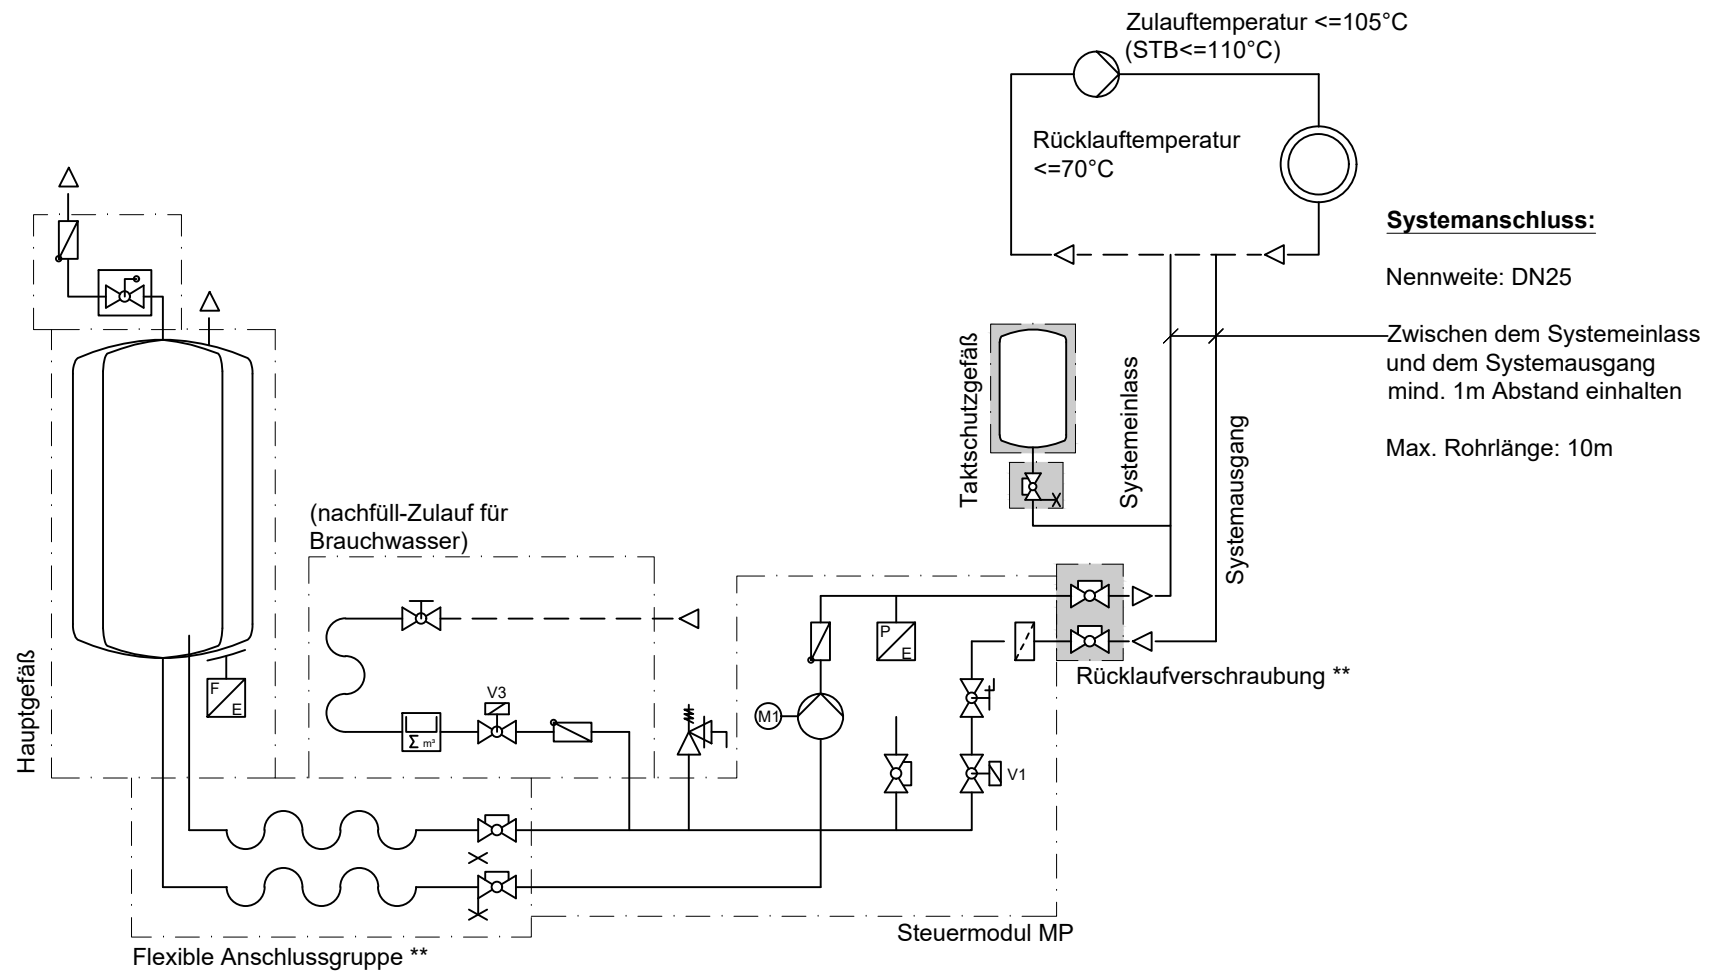 Zulauftemperatur <=105°C
(STB<=110°C)
Rücklauftemperatur
<=70°C
Systemanschluss:
Nennweite: DN25
Zwischen dem Systemeinlass
und dem Systemausgang
mind. 1m Abstand einhalten
Max. Rohrlänge: 10m
Taktschutzgefäß
Systemeinlass
Systemausgang
(nachfüll-Zulauf für
Brauchwasser)
Hauptgefäß
F
E
V3
Σ m³
M1
P
E
V1
Rücklaufverschraubung **
Steuermodul MP
Flexible Anschlussgruppe **